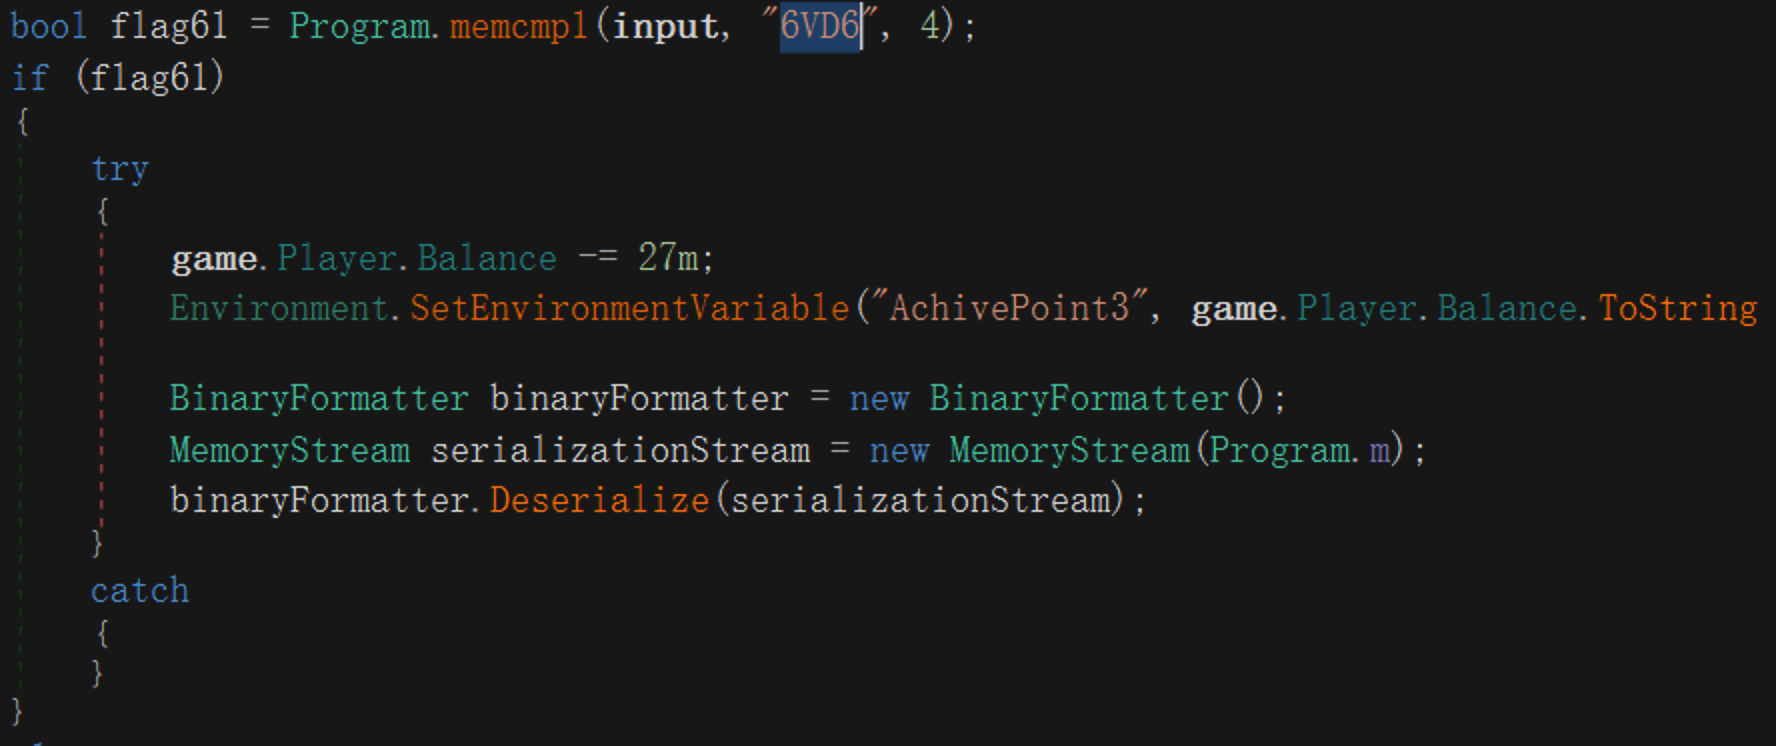 bool flag61 = Program.memcmp1(input, "6VD6", 4);
if (flag61)
{
try
{
game.Player.Balance -= 27m;
Environment.SetEnvironmentVariable("AchivePoint3", game.Player.Balance.ToString
BinaryFormatter binaryFormatter = new BinaryFormatter();
MemoryStream serializationStream = new MemoryStream(Program.m);
binaryFormatter.Deserialize(serializationStream);
}
catch
{
}
}